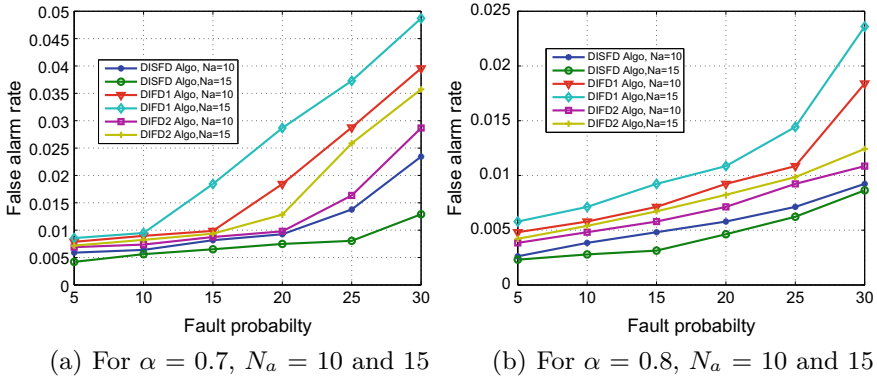 0.05
0.045
0.04
0.035
0.03
0.025
0.02
0.015
0.01
0.005
0
False alarm rate
DISFD Algo, Na=10
DISFD Algo,Na=15
DIFD1 Algo, Na=10
DIFD1 Algo,Na=15
DIFD2 Algo, Na=10
DIFD2 Algo,Na=15
5 10 15 20 25 30
Fault probabilty
(a) For α = 0.7, Nₐ = 10 and 15
0.025
0.02
0.015
0.01
0.005
0
False alarm rate
DISFD Algo, Na=10
DISFD Algo,Na=15
DIFD1 Algo, Na=10
DIFD1 Algo,Na=15
DIFD2 Algo, Na=10
DIFD2 Algo,Na=15
5 10 15 20 25 30
Fault probabilty
(b) For α = 0.8, Nₐ = 10 and 15